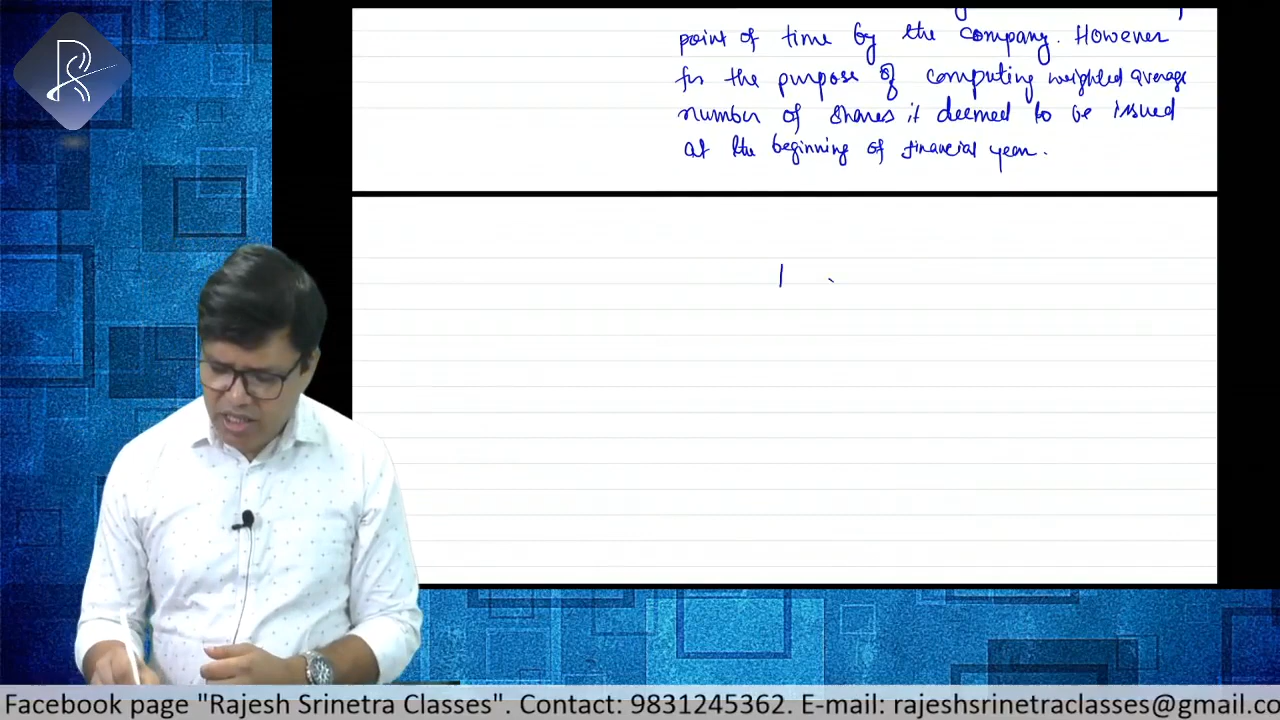 point of time by the company. However
for the purpose of computing weighted average
number of shares it deemed to be issued
at the beginning of financial year.
Facebook page "Rajesh Srinetra Classes". Contact: 9831245362. E-mail: rajeshsrinetraclasses@gmail.co